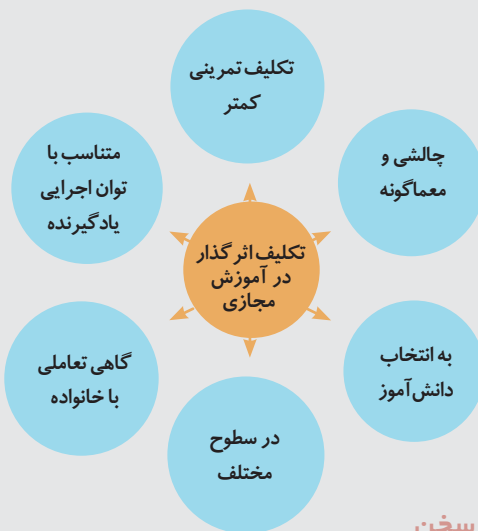 تکلیف تمرینی
کمتر
چالشی و
معماگونه
متناسب با
توان اجرایی
یادگیرنده
تکلیف اثرگذار
در آموزش
مجازی
به انتخاب
دانش‌آموز
گاهی تعاملی
با خانواده
در سطوح
مختلف
سخن